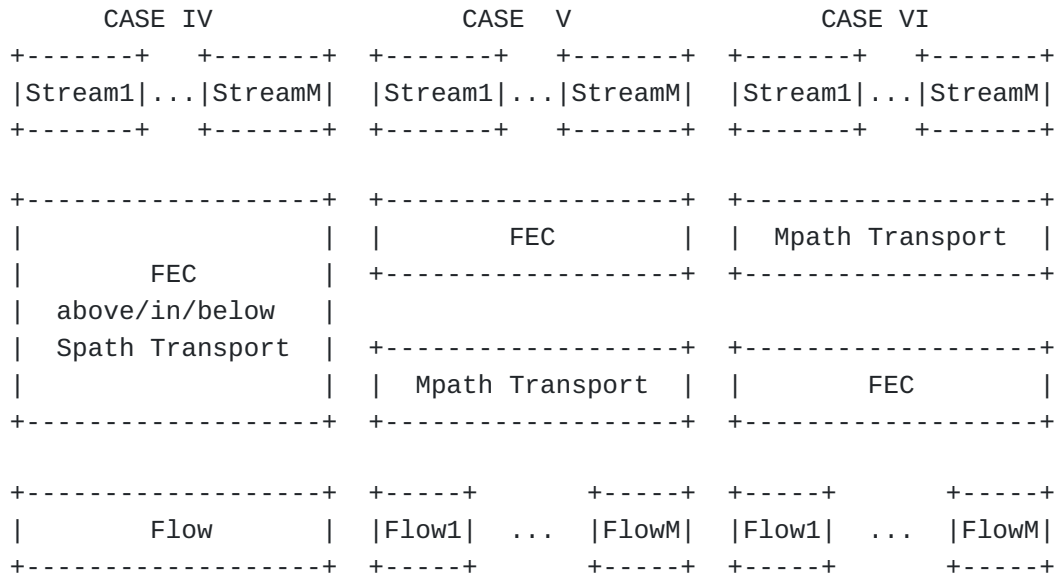 CASE IV                CASE  V                CASE VI
+-------+   +-------+  +-------+   +-------+  +-------+   +-------+
|Stream1|...|StreamM|  |Stream1|...|StreamM|  |Stream1|...|StreamM|
+-------+   +-------+  +-------+   +-------+  +-------+   +-------+

+-------------------+  +-------------------+  +-------------------+
|                   |  |        FEC        |  |  Mpath Transport  |
|        FEC        |  +-------------------+  +-------------------+
|  above/in/below   |
|  Spath Transport  |  +-------------------+  +-------------------+
|                   |  |  Mpath Transport  |  |        FEC        |
+-------------------+  +-------------------+  +-------------------+

+-------------------+  +-----+       +-----+  +-----+       +-----+
|        Flow       |  |Flow1|  ...  |FlowM|  |Flow1|  ...  |FlowM|
+-------------------+  +-----+       +-----+  +-----+       +-----+